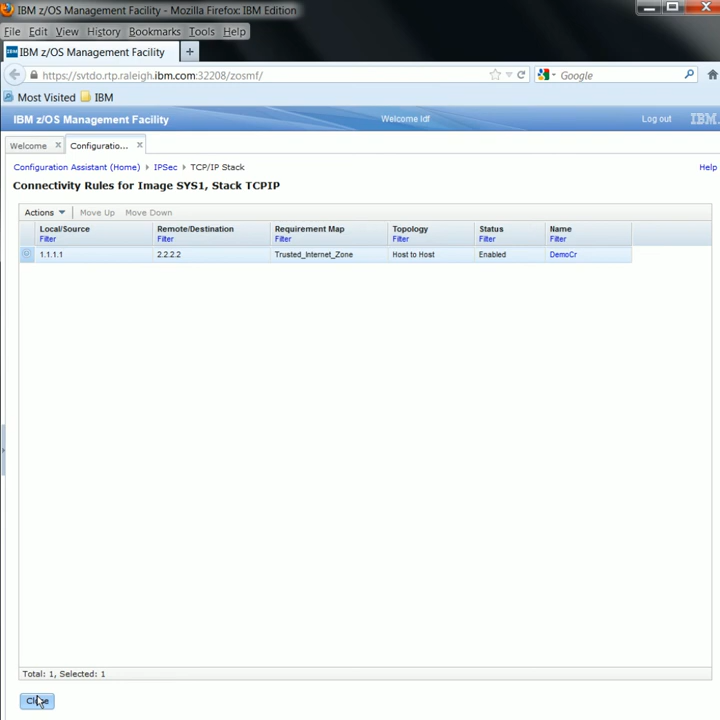 IBM z/OS Management Facility - Mozilla Firefox: IBM Edition
File Edit View History Bookmarks Tools Help
IBM z/OS Management Facility
https://svtdo.rtp.raleigh.ibm.com:32208/zosmf/ Google
Most Visited IBM
IBM z/OS Management Facility Welcome ldf Log out IBM.
Welcome Configuratio...
Configuration Assistant (Home) IPSec TCP/IP Stack Help
Connectivity Rules for Image SYS1, Stack TCPIP
Actions Move Up Move Down
Local/Source Remote/Destination Requirement Map Topology Status Name
Filter Filter Filter Filter Filter Filter
1.1.1.1 2.2.2.2 Trusted_Internet_Zone Host to Host Enabled DemoCr
Total: 1, Selected: 1
Close